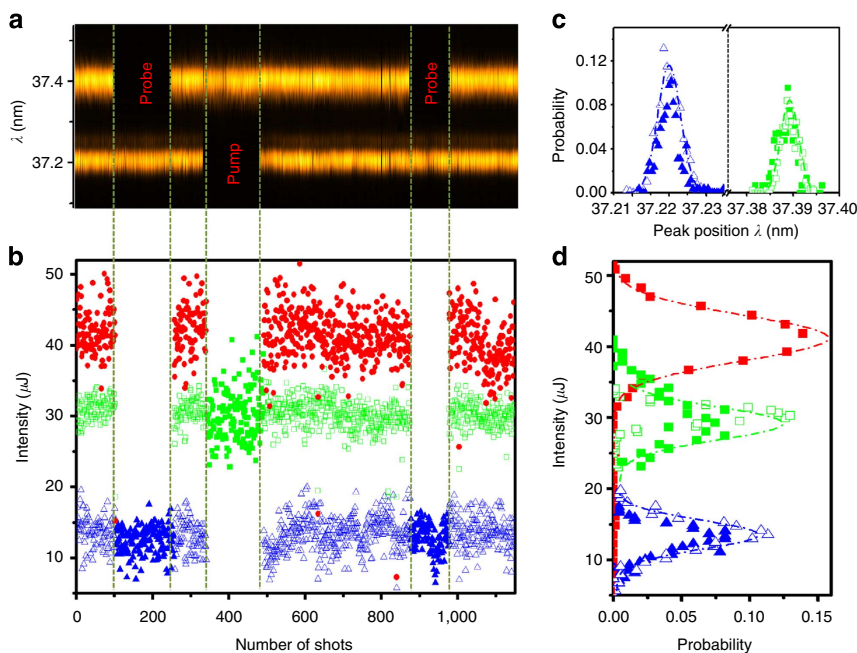 a
λ (nm)
37.4
37.2
Probe
Pump
Probe
c
Probability
0.12
0.08
0.04
0.00
37.21 37.22 37.23 37.38 37.39 37.40
Peak position λ (nm)
b
Intensity (μJ)
50
40
30
20
10
0 200 400 600 800 1,000
Number of shots
d
Intensity (μJ)
50
40
30
20
10
0.00 0.05 0.10 0.15
Probability